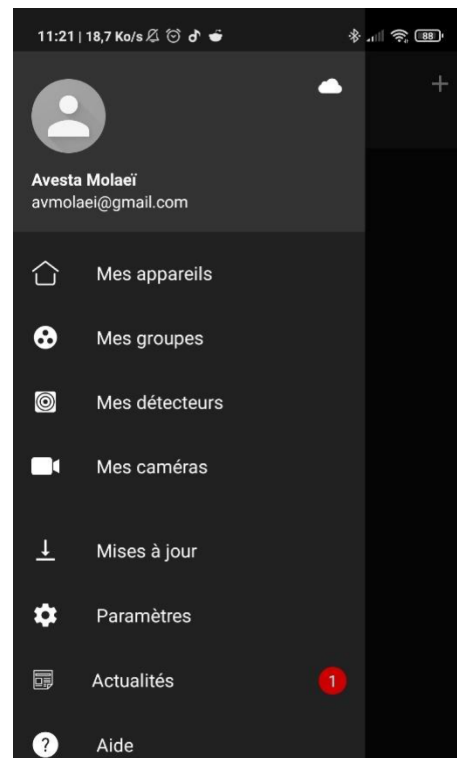 11:21 | 18,7 Ko/s 88
Avesta Molaeï
avmolaei@gmail.com
Mes appareils
Mes groupes
Mes détecteurs
Mes caméras
Mises à jour
Paramètres
Actualités 1
Aide